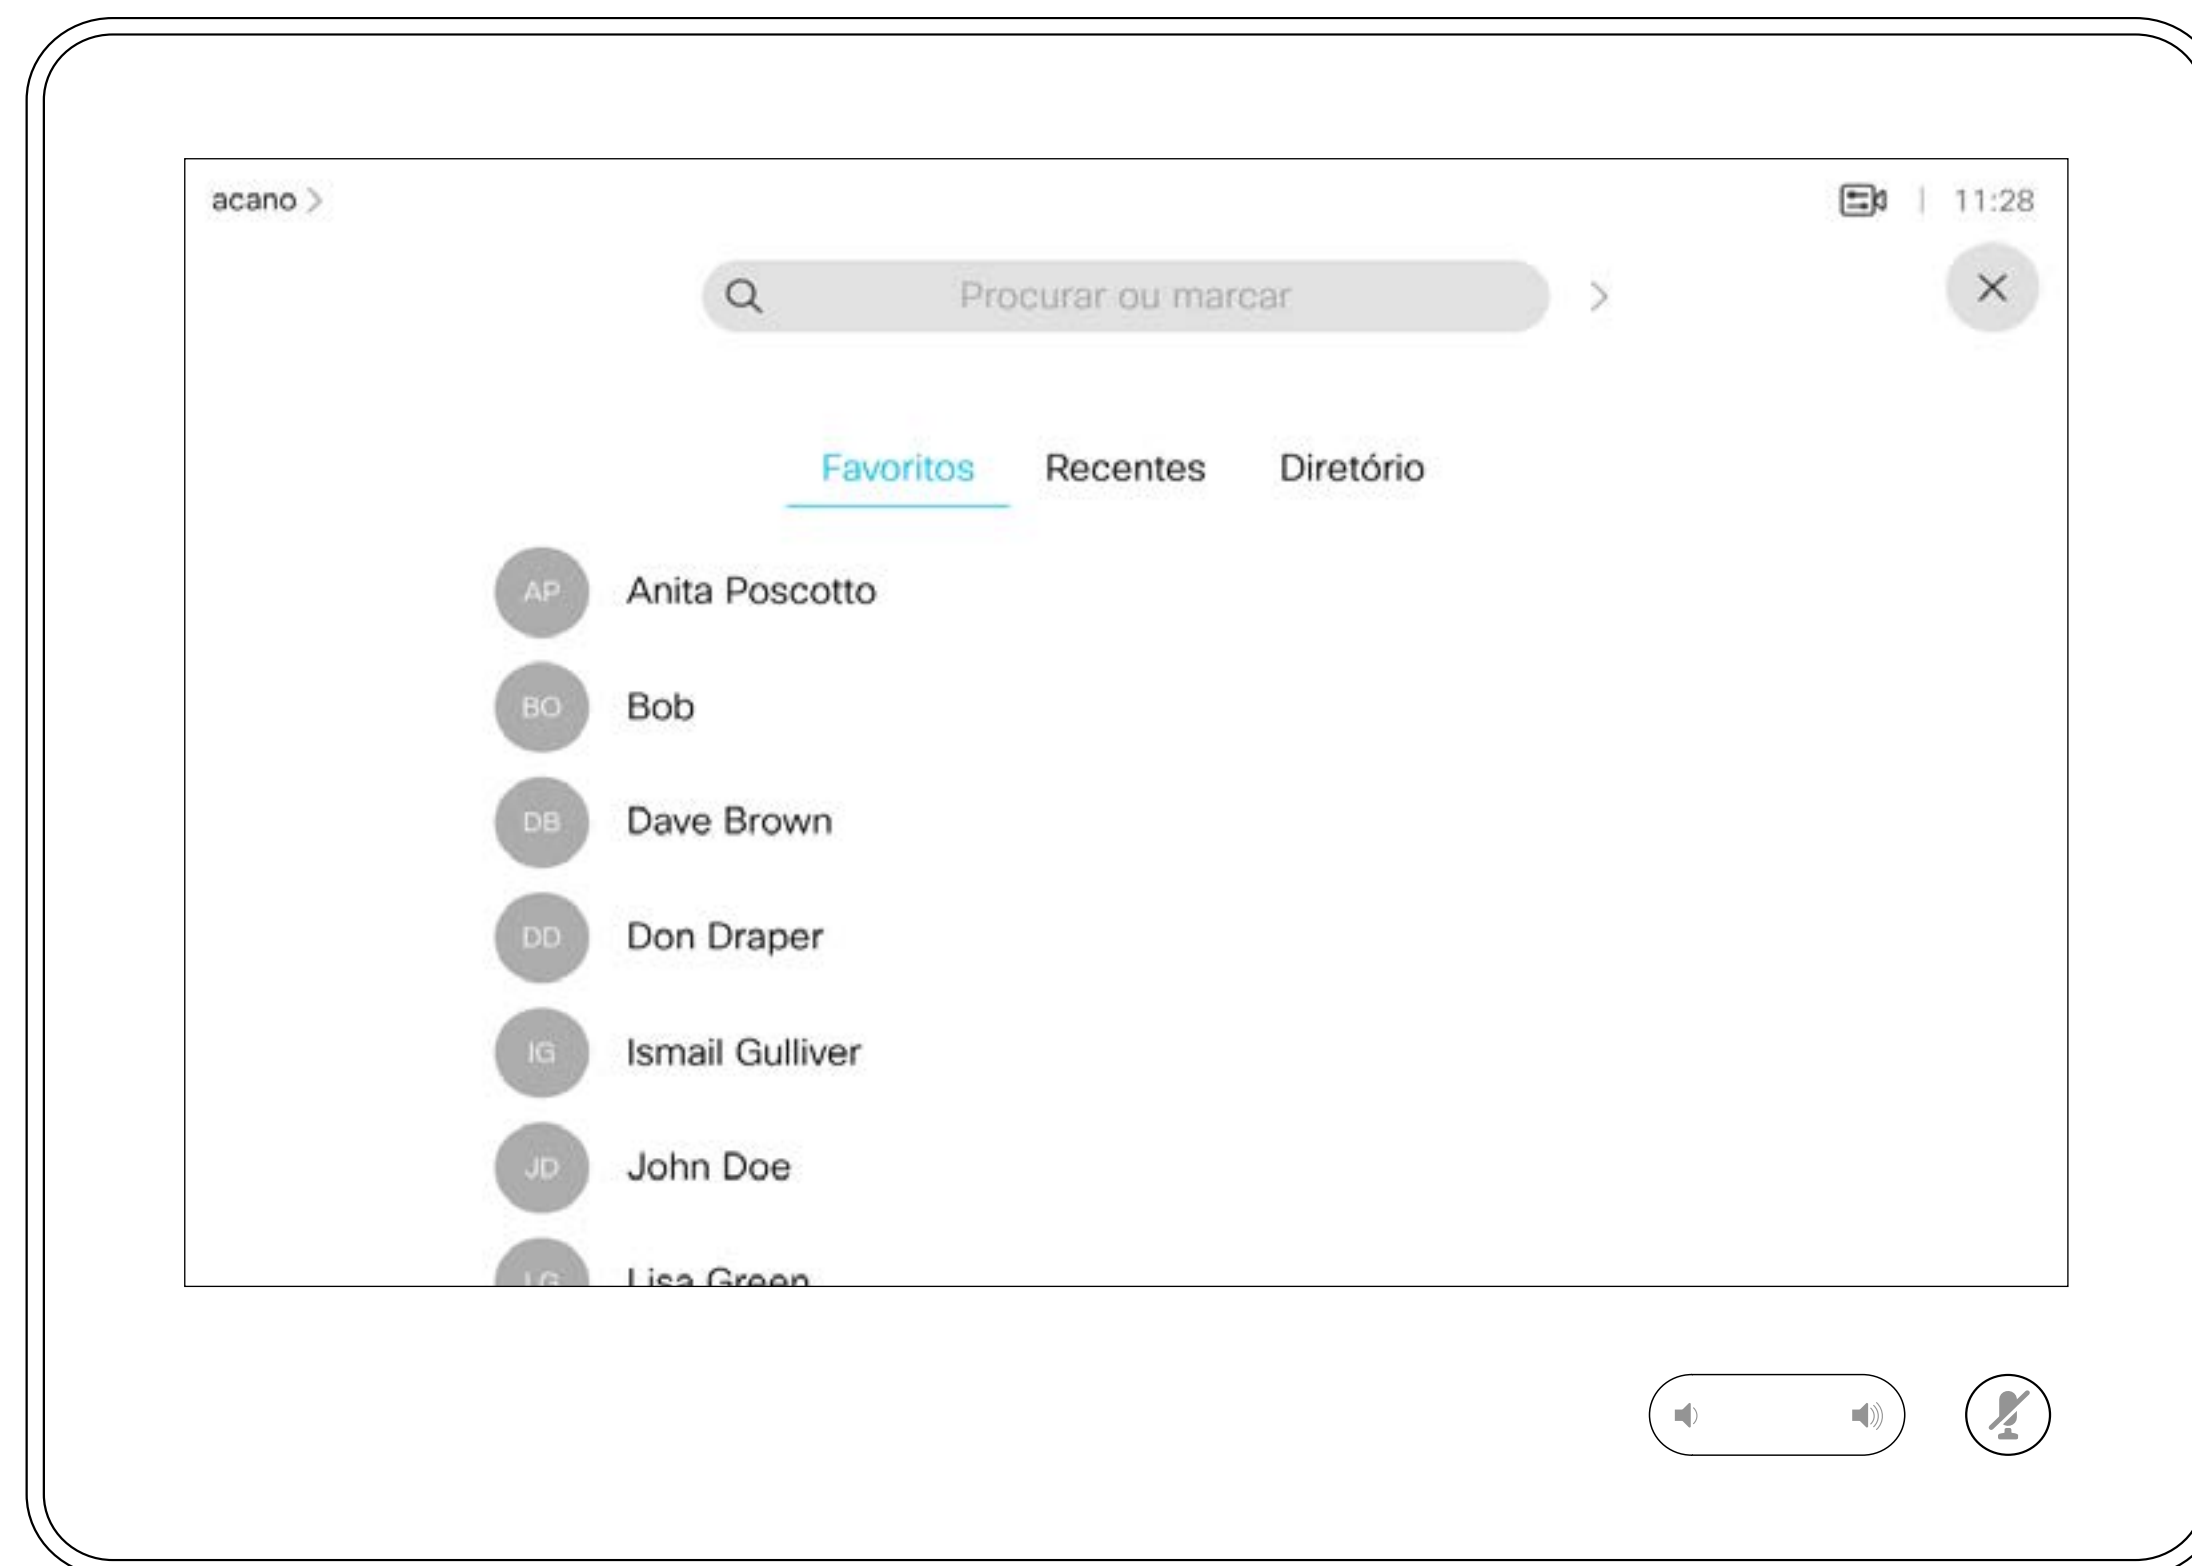 acano
11:28
Procurar ou marcar
Favoritos Recentes Diretório
AP Anita Poscotto
BO Bob
DB Dave Brown
DD Don Draper
IG Ismail Gulliver
JD John Doe
LG Lisa Green